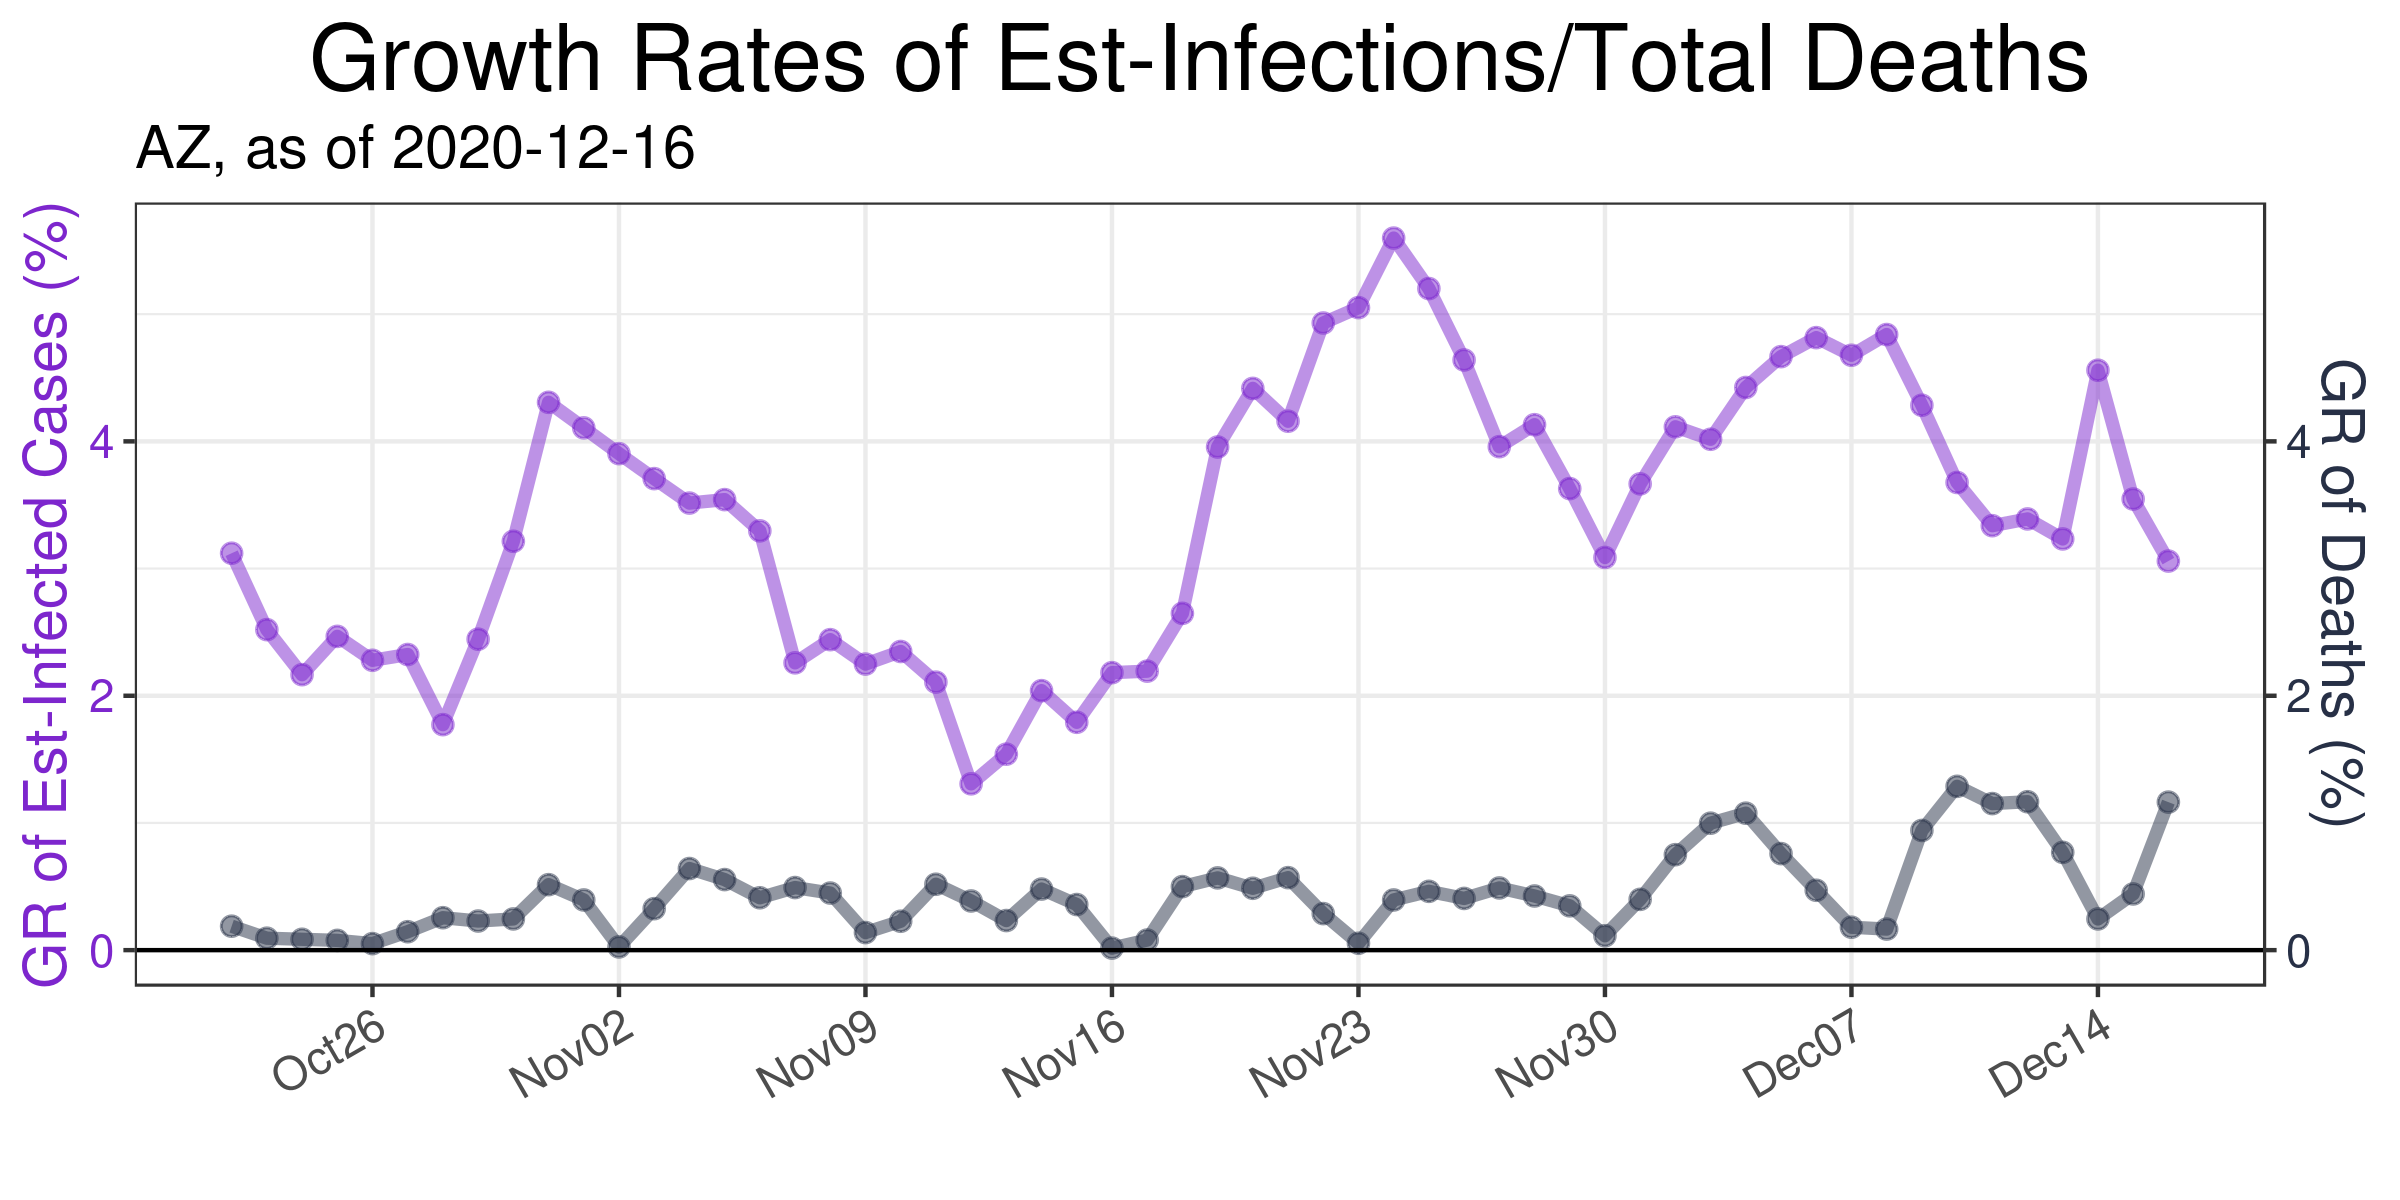 Growth Rates of Est-Infections/Total Deaths
AZ, as of 2020-12-16
GR of Est-Infected Cases (%)
4
2
0
4
2
0
GR of Deaths (%)
Oct26
Nov02
Nov09
Nov16
Nov23
Nov30
Dec07
Dec14